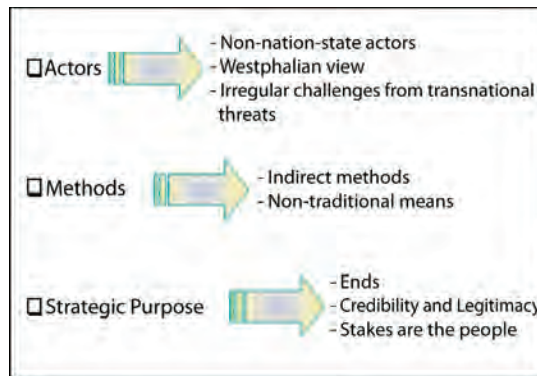 - Non-nation-state actors
❑Actors
- Westphalian view
- Irregular challenges from transnational
threats
- Indirect methods
❑Methods
- Non-traditional means
- Ends
❑Strategic Purpose
- Credibility and Legitimacy
- Stakes are the people